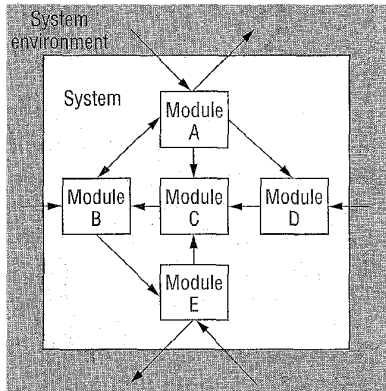 System
environment
System
Module
A
Module
B
Module
C
Module
D
Module
E